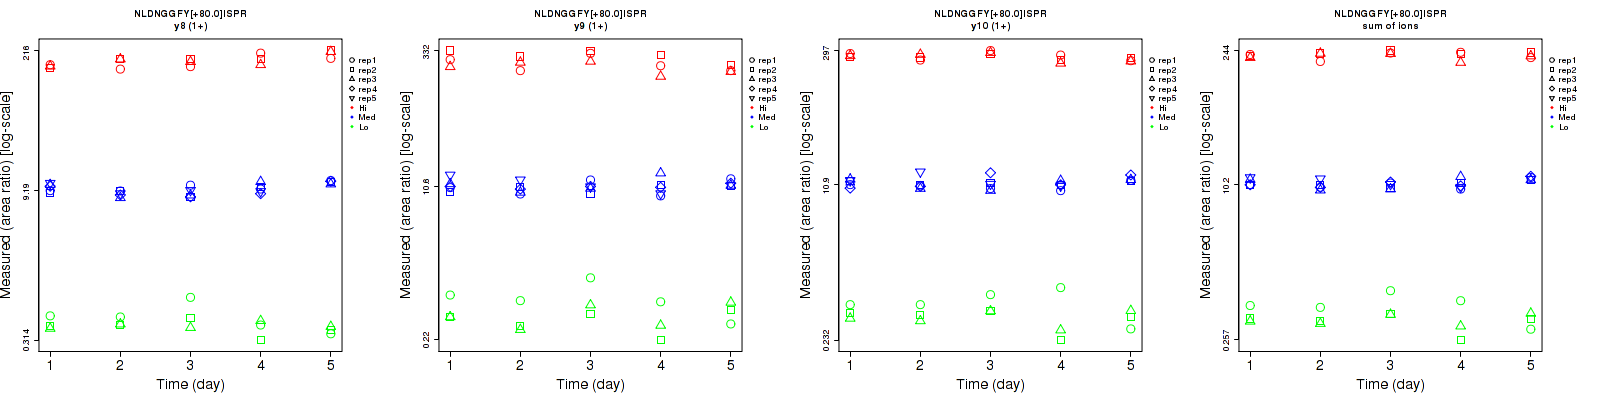 NLDNGGFY[+80.0]ISPR
y8 (1+)
Measured (area ratio) [log-scale]
216
9.19
0.314
1 2 3 4 5
Time (day)
rep1
rep2
rep3
rep4
rep5
Hi
Med
Lo
NLDNGGFY[+80.0]ISPR
y9 (1+)
Measured (area ratio) [log-scale]
332
10.6
0.22
1 2 3 4 5
Time (day)
rep1
rep2
rep3
rep4
rep5
Hi
Med
Lo
NLDNGGFY[+80.0]ISPR
y10 (1+)
Measured (area ratio) [log-scale]
297
10.9
0.232
1 2 3 4 5
Time (day)
rep1
rep2
rep3
rep4
rep5
Hi
Med
Lo
NLDNGGFY[+80.0]ISPR
sum of ions
Measured (area ratio) [log-scale]
244
10.2
0.257
1 2 3 4 5
Time (day)
rep1
rep2
rep3
rep4
rep5
Hi
Med
Lo